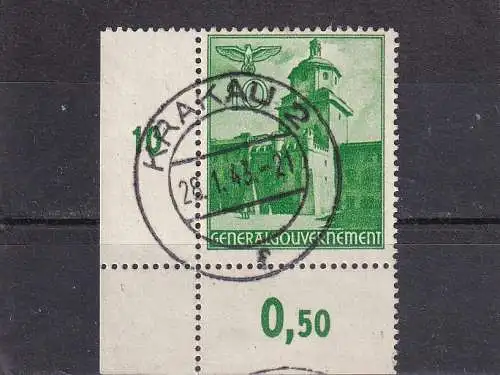 10
KRAKAU 2
28.1.43.-21
f
GENERALGOUVERNEMENT
0,50